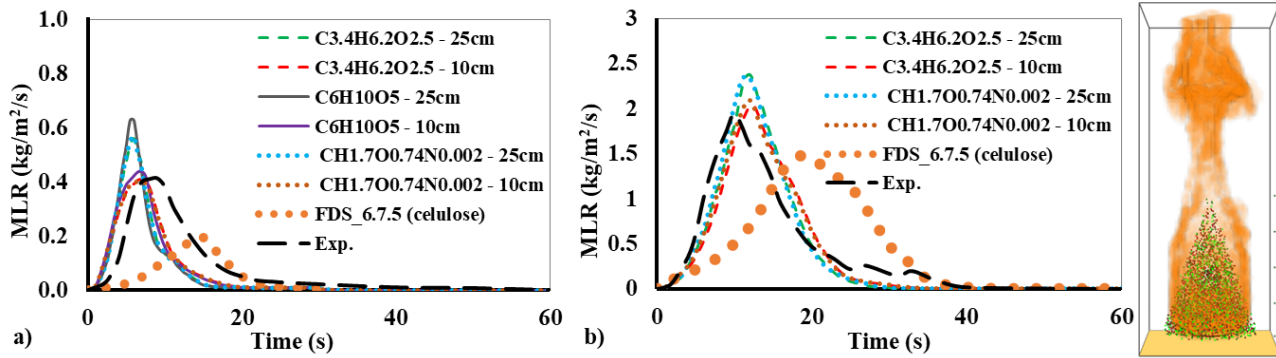 MLR (kg/m²/s)
1.0
0.8
0.6
0.4
0.2
0.0
C3.4H6.2O2.5 - 25cm
C3.4H6.2O2.5 - 10cm
C6H10O5 - 25cm
C6H10O5 - 10cm
CH1.7O0.74N0.002 - 25cm
CH1.7O0.74N0.002 - 10cm
FDS_6.7.5 (celulose)
Exp.
0 20 40 60
a) Time (s)
MLR (kg/m²/s)
3
2.5
2
1.5
1
0.5
0
C3.4H6.2O2.5 - 25cm
C3.4H6.2O2.5 - 10cm
CH1.7O0.74N0.002 - 25cm
CH1.7O0.74N0.002 - 10cm
FDS_6.7.5 (celulose)
Exp.
0 20 40 60
b) Time (s)